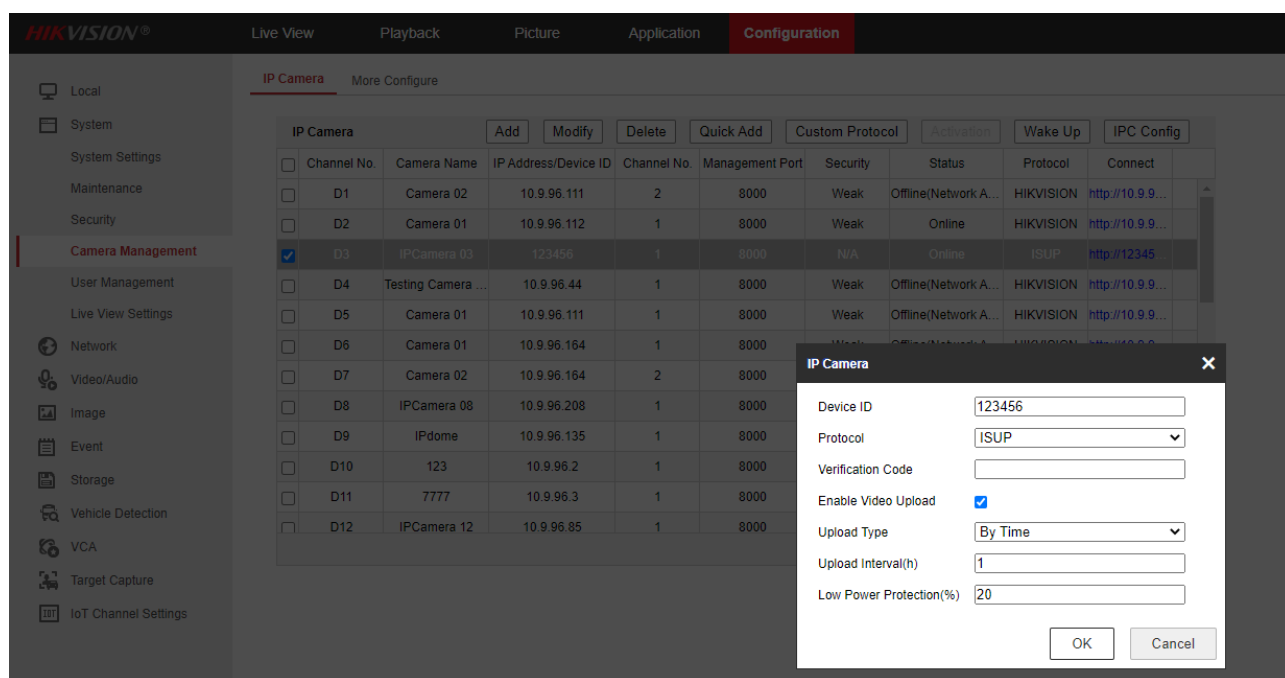 HIKVISION ® Live View Playback Picture Application Configuration
IP Camera More Configure
Local
System
System Settings
Maintenance
Security
Camera Management
User Management
Live View Settings
Network
Video/Audio
Image
Event
Storage
Vehicle Detection
VCA
Target Capture
IOT IoT Channel Settings
IP Camera Add Modify Delete Quick Add Custom Protocol Activation Wake Up IPC Config
Channel No. Camera Name IP Address/Device ID Channel No. Management Port Security Status Protocol Connect
D1 Camera 02 10.9.96.111 2 8000 Weak Offline(Network A... HIKVISION http://10.9.9...
D2 Camera 01 10.9.96.112 1 8000 Weak Online HIKVISION http://10.9.9...
D3 IPCamera 03 123456 1 8000 N/A Online ISUP http://12345...
D4 Testing Camera ... 10.9.96.44 1 8000 Weak Offline(Network A... HIKVISION http://10.9.9...
D5 Camera 01 10.9.96.111 1 8000 Weak Offline(Network A... HIKVISION http://10.9.9...
D6 Camera 01 10.9.96.164 1 8000
D7 Camera 02 10.9.96.164 2 8000
D8 IPCamera 08 10.9.96.208 1 8000
D9 IPdome 10.9.96.135 1 8000
D10 123 10.9.96.2 1 8000
D11 7777 10.9.96.3 1 8000
D12 IPCamera 12 10.9.96.85 1 8000
IP Camera ×
Device ID 123456
Protocol ISUP
Verification Code
Enable Video Upload
Upload Type By Time
Upload Interval(h) 1
Low Power Protection(%) 20
OK Cancel